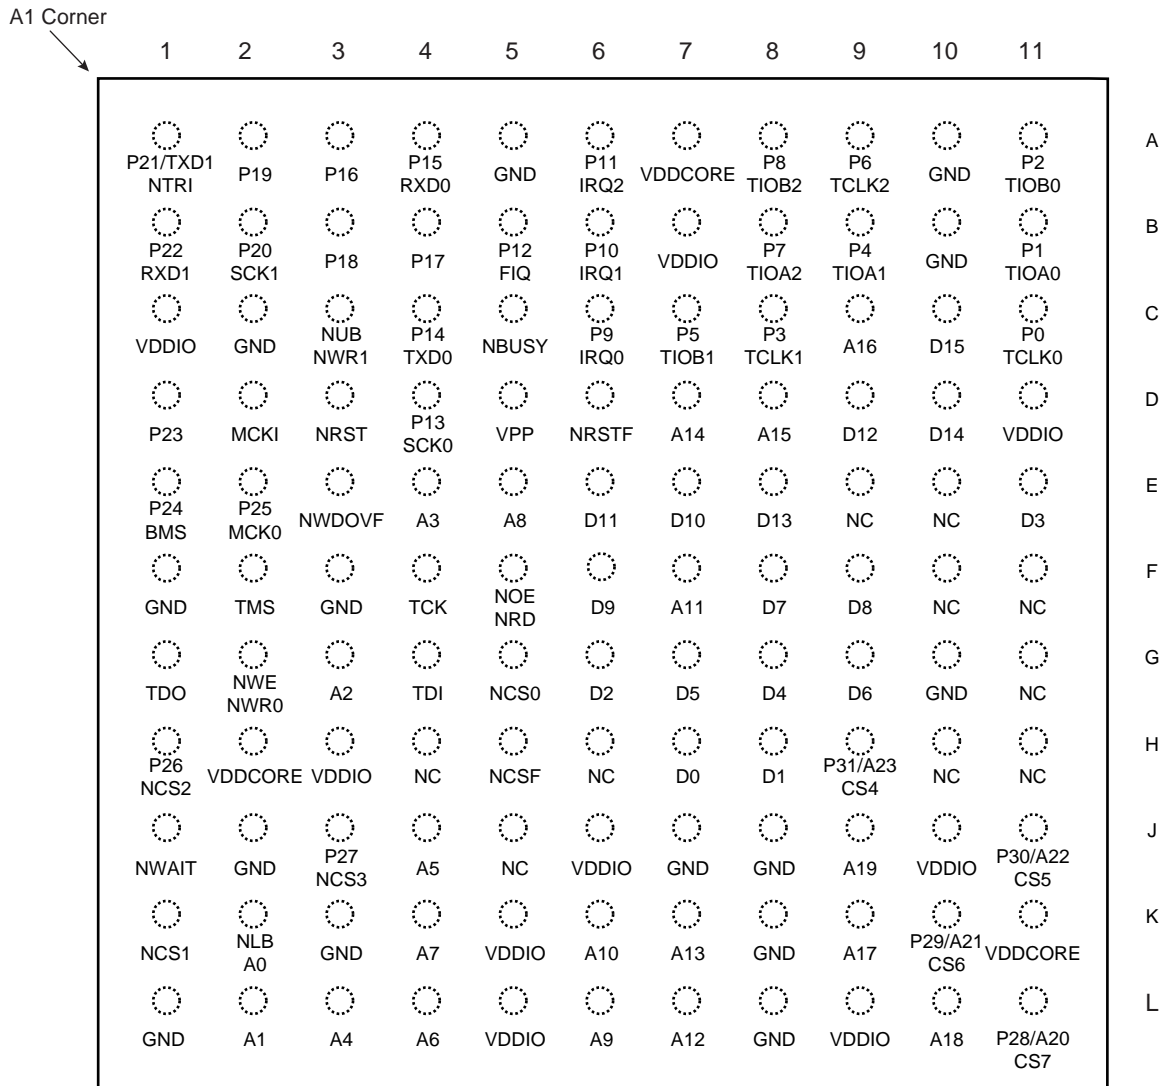 A1 Corner
1 2 3 4 5 6 7 8 9 10 11
A
P21/TXD1 P15 P11 P8 P6 P2
P19 P16 GND VDDCORE GND
NTRI RXD0 IRQ2 TIOB2 TCLK2 TIOB0
B
P22 P20 P12 P10 P7 P4 P1
P18 P17 VDDIO GND
RXD1 SCK1 FIQ IRQ1 TIOA2 TIOA1 TIOA0
C
NUB P14 P9 P5 P3 P0
VDDIO GND NBUSY A16 D15
NWR1 TXD0 IRQ0 TIOB1 TCLK1 TCLK0
D
P13
P23 MCKI NRST VPP NRSTF A14 A15 D12 D14 VDDIO
SCK0
E
P24 P25
NWDOVF A3 A8 D11 D10 D13 NC NC D3
BMS MCK0
F
NOE
GND TMS GND TCK D9 A11 D7 D8 NC NC
NRD
G
NWE
TDO A2 TDI NCS0 D2 D5 D4 D6 GND NC
NWR0
H
P26 P31/A23
VDDCORE VDDIO NC NCSF NC D0 D1 NC NC
NCS2 CS4
J
P27 P30/A22
NWAIT GND A5 NC VDDIO GND GND A19 VDDIO
NCS3 CS5
K
NLB P29/A21
NCS1 GND A7 VDDIO A10 A13 GND A17 VDDCORE
A0 CS6
L
GND A1 A4 A6 VDDIO A9 A12 GND VDDIO A18 P28/A20
CS7